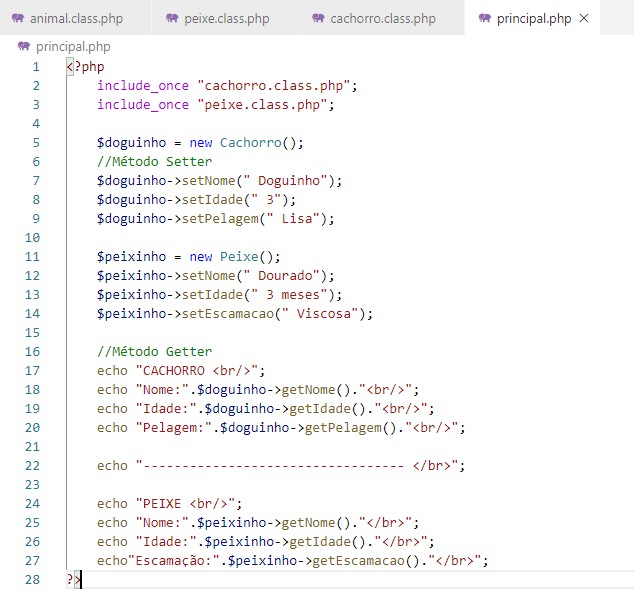 animal.class.php peixe.class.php cachorro.class.php principal.php ×
principal.php
1 <?php
2 include_once "cachorro.class.php";
3 include_once "peixe.class.php";
4
5 $doguinho = new Cachorro();
6 //Método Setter
7 $doguinho->setNome(" Doguinho");
8 $doguinho->setIdade(" 3");
9 $doguinho->setPelagem(" Lisa");
10
11 $peixinho = new Peixe();
12 $peixinho->setNome(" Dourado");
13 $peixinho->setIdade(" 3 meses");
14 $peixinho->setEscamacao(" Viscosa");
15
16 //Método Getter
17 echo "CACHORRO <br/>";
18 echo "Nome:".$doguinho->getNome()."<br/>";
19 echo "Idade:".$doguinho->getIdade()."<br/>";
20 echo "Pelagem:".$doguinho->getPelagem()."<br/>";
21
22 echo "---------------------------------- </br>";
23
24 echo "PEIXE <br/>";
25 echo "Nome:".$peixinho->getNome()."</br>";
26 echo "Idade:".$peixinho->getIdade()."</br>";
27 echo"Escamação:".$peixinho->getEscamacao()."</br>";
28 ?>